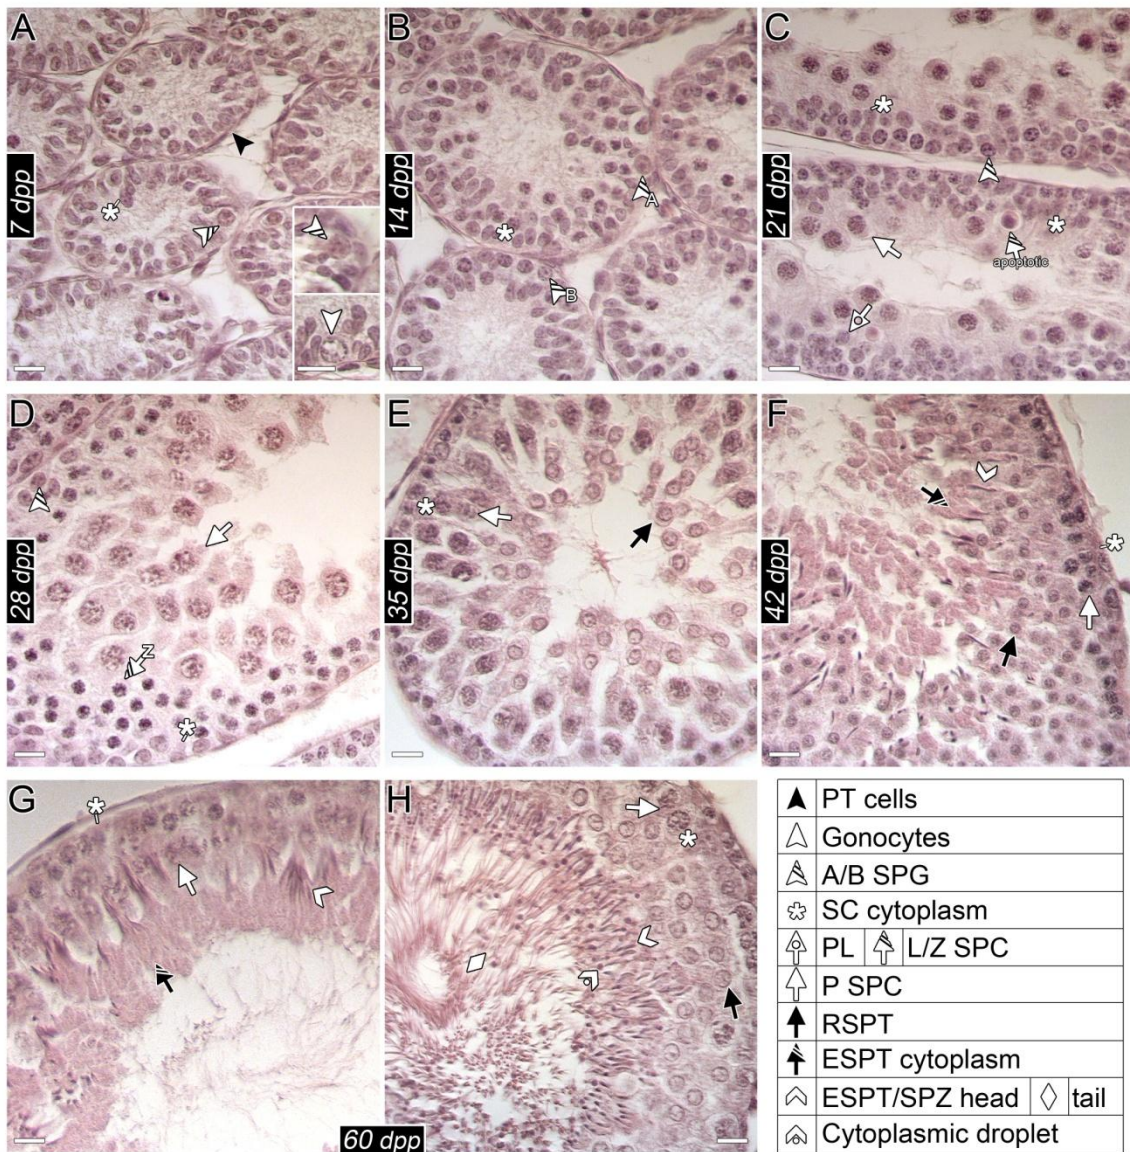 A
7 dpp
B
14 dpp
A
B
C
21 dpp
apoptotic
D
28 dpp
Z
E
35 dpp
F
42 dpp
G
H
60 dpp
PT cells
Gonocytes
A/B SPG
SC cytoplasm
PL L/Z SPC
P SPC
RSPT
ESPT cytoplasm
ESPT/SPZ head tail
Cytoplasmic droplet